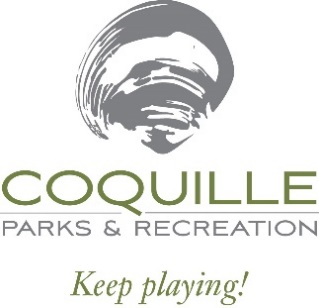 COQUILLE
PARKS & RECREATION
Keep playing!